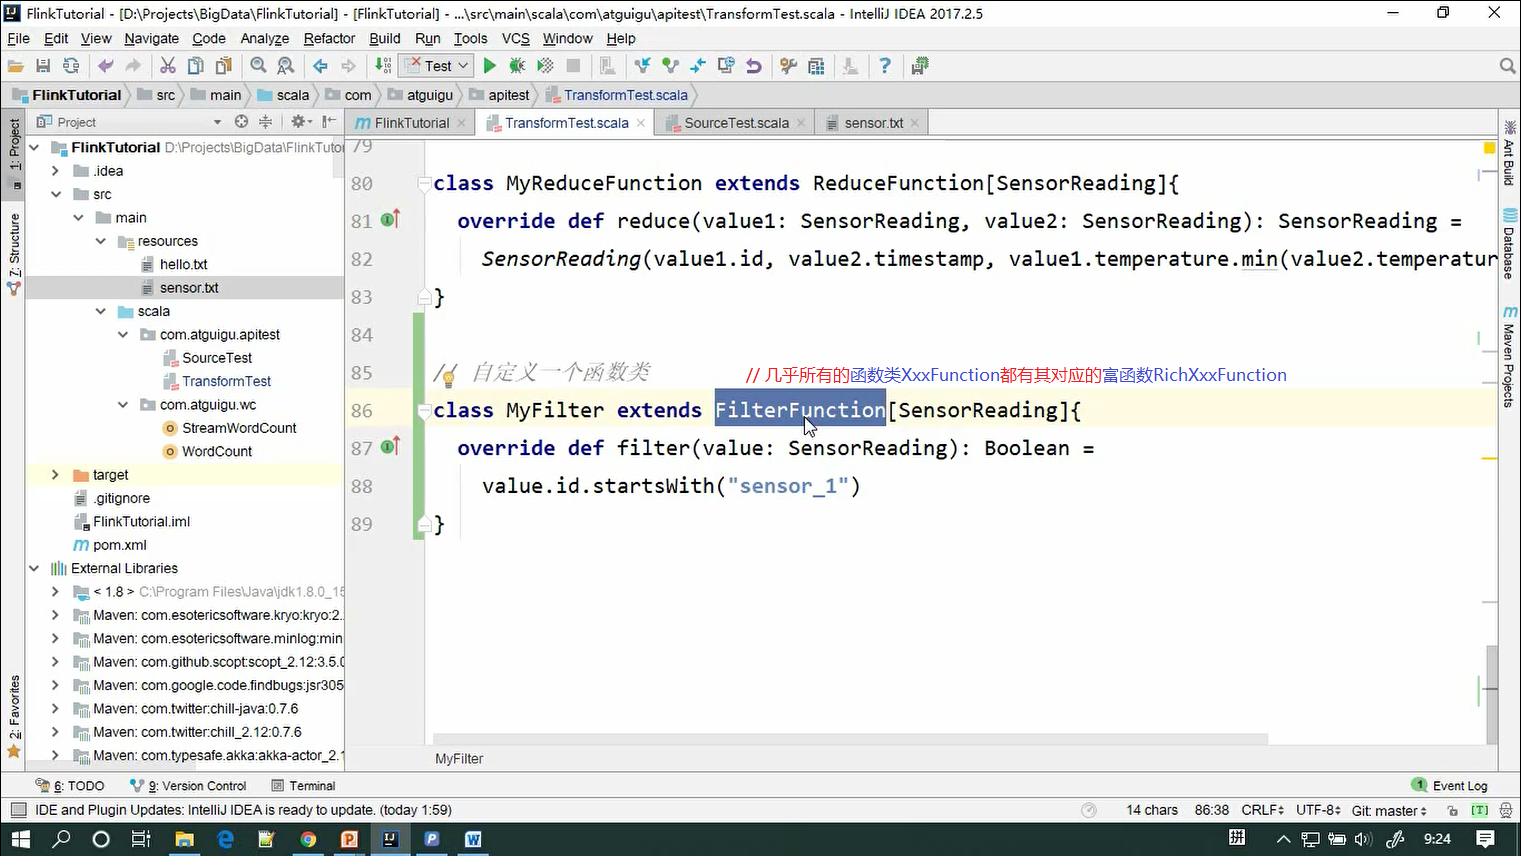 FlinkTutorial - [D:\Projects\BigData\FlinkTutorial] - [FlinkTutorial] - ...\src\main\scala\com\atguigu\apitest\TransformTest.scala - IntelliJ IDEA 2017.2.5
File Edit View Navigate Code Analyze Refactor Build Run Tools VCS Window Help
Test
FlinkTutorial src main scala com atguigu apitest TransformTest.scala
Project
FlinkTutorial TransformTest.scala SourceTest.scala sensor.txt
1: Project
7: Structure
2: Favorites
FlinkTutorial D:\Projects\BigData\FlinkTutor
.idea
src
main
resources
hello.txt
sensor.txt
scala
com.atguigu.apitest
SourceTest
TransformTest
com.atguigu.wc
StreamWordCount
WordCount
target
.gitignore
FlinkTutorial.iml
pom.xml
External Libraries
< 1.8 > C:\Program Files\Java\jdk1.8.0_15
Maven: com.esotericsoftware.kryo:kryo:2.
Maven: com.esotericsoftware.minlog:min
Maven: com.github.scopt:scopt_2.12:3.5.0
Maven: com.google.code.findbugs:jsr305
Maven: com.twitter:chill-java:0.7.6
Maven: com.twitter:chill_2.12:0.7.6
Maven: com.typesafe.akka:akka-actor_2.1
79
80 class MyReduceFunction extends ReduceFunction[SensorReading]{
81 override def reduce(value1: SensorReading, value2: SensorReading): SensorReading =
82 SensorReading(value1.id, value2.timestamp, value1.temperature.min(value2.temperatur
83 }
84
85 // 自定义一个函数类 // 几乎所有的函数类XxxFunction都有其对应的富函数RichXxxFunction
86 class MyFilter extends FilterFunction[SensorReading]{
87 override def filter(value: SensorReading): Boolean =
88 value.id.startsWith("sensor_1")
89 }
MyFilter
Ant Build
Database
Maven Projects
6: TODO 9: Version Control Terminal 1 Event Log
IDE and Plugin Updates: IntelliJ IDEA is ready to update. (today 1:59) 14 chars 86:38 CRLF UTF-8 Git: master [T]
拼 9:24